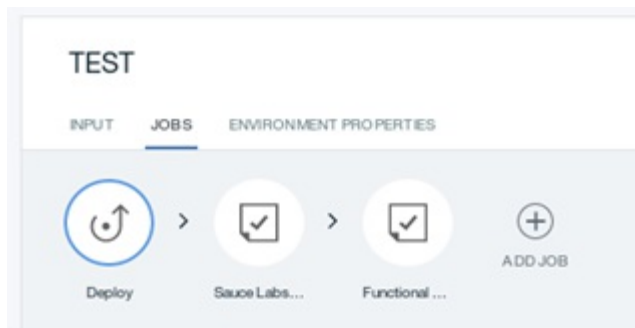 TEST
INPUT JOBS ENVIRONMENT PROPERTIES
ADD JOB
Deploy Sauce Labs... Functional ...